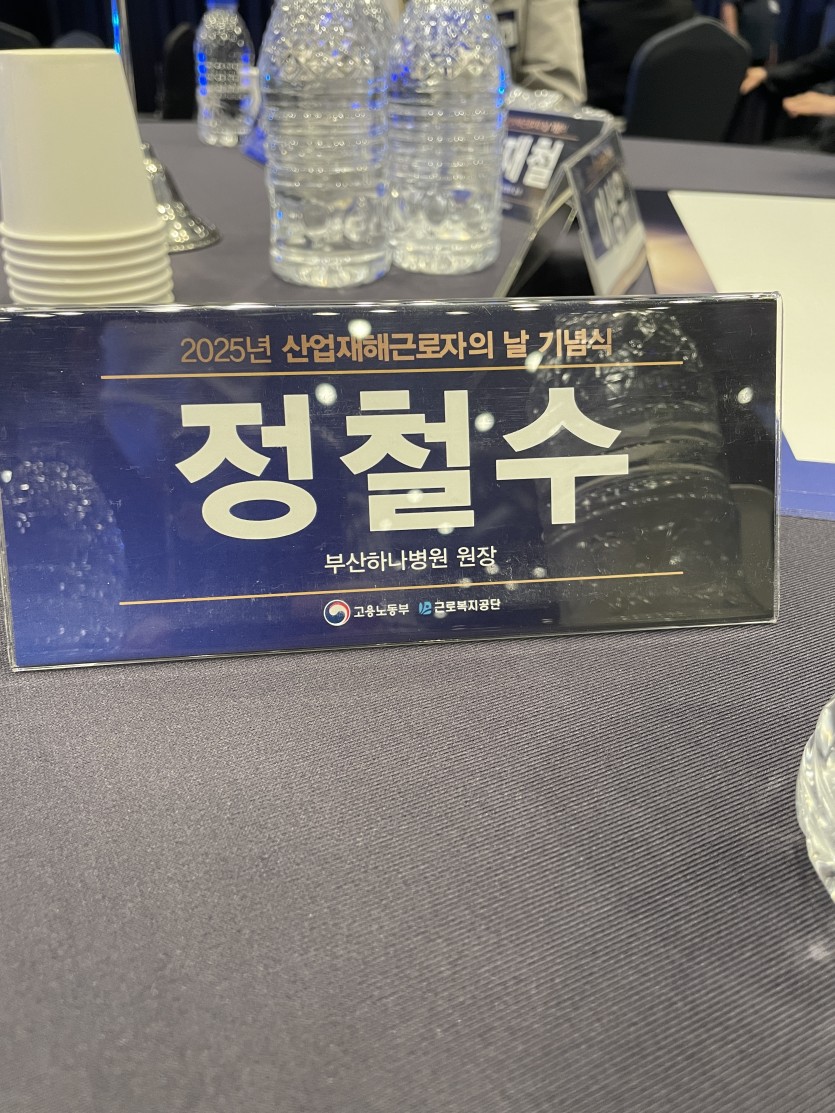 2025년 산업재해근로자의 날 기념식
정철수
부산하나병원 원장
고용노동부 근로복지공단
재철